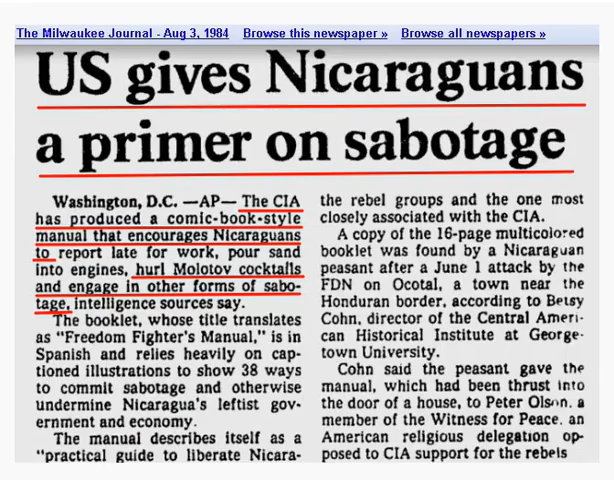 The Milwaukee Journal - Aug 3, 1984 Browse this newspaper » Browse all newspapers »
US gives Nicaraguans
a primer on sabotage
Washington, D.C. —AP— The CIA
has produced a comic-book-style
manual that encourages Nicaraguans
to report late for work, pour sand
into engines, hurl Molotov cocktails
and engage in other forms of sabo-
tage, intelligence sources say.
The booklet, whose title translates
as "Freedom Fighter's Manual," is in
Spanish and relies heavily on cap-
tioned illustrations to show 38 ways
to commit sabotage and otherwise
undermine Nicaragua's leftist gov-
ernment and economy.
The manual describes itself as a
"practical guide to liberate Nicara-
the rebel groups and the one most
closely associated with the CIA.
A copy of the 16-page multicolored
booklet was found by a Nicaraguan
peasant after a June 1 attack by the
FDN on Ocotal, a town near the
Honduran border, according to Betsy
Cohn, director of the Central Ameri-
can Historical Institute at George-
town University.
Cohn said the peasant gave the
manual, which had been thrust into
the door of a house, to Peter Olson, a
member of the Witness for Peace, an
American religious delegation op-
posed to CIA support for the rebels